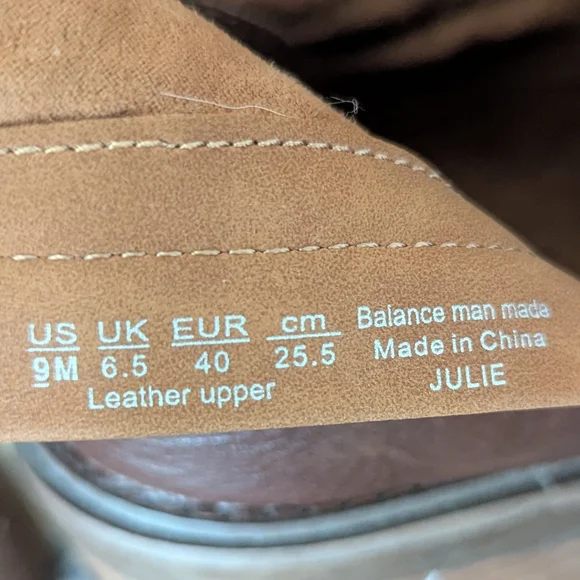 US UK EUR cm
9M 6.5 40 25.5
Leather upper
Balance man made
Made in China
JULIE